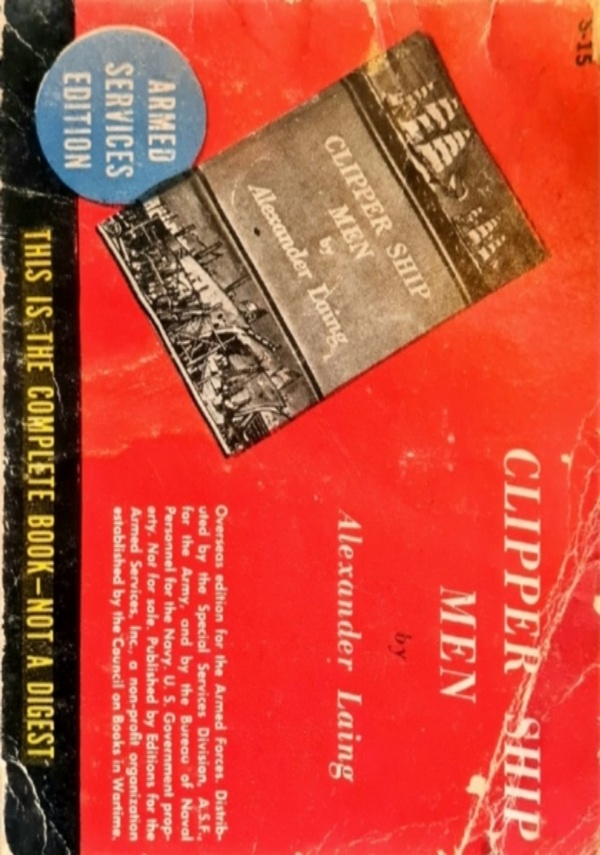 S-15
CLIPPER SHIP
MEN
by
Alexander Laing
CLIPPER SHIP
MEN
by
Alexander Laing
Overseas edition for the Armed Forces. Distrib-
uted by the Special Services Division, A.S.F.,
for the Army, and by the Bureau of Naval
Personnel for the Navy. U. S. Government prop-
erty. Not for sale. Published by Editions for the
Armed Services, Inc., a non-profit organization
established by the Council on Books in Wartime.
ARMED
SERVICES
EDITION
THIS IS THE COMPLETE BOOK—NOT A DIGEST